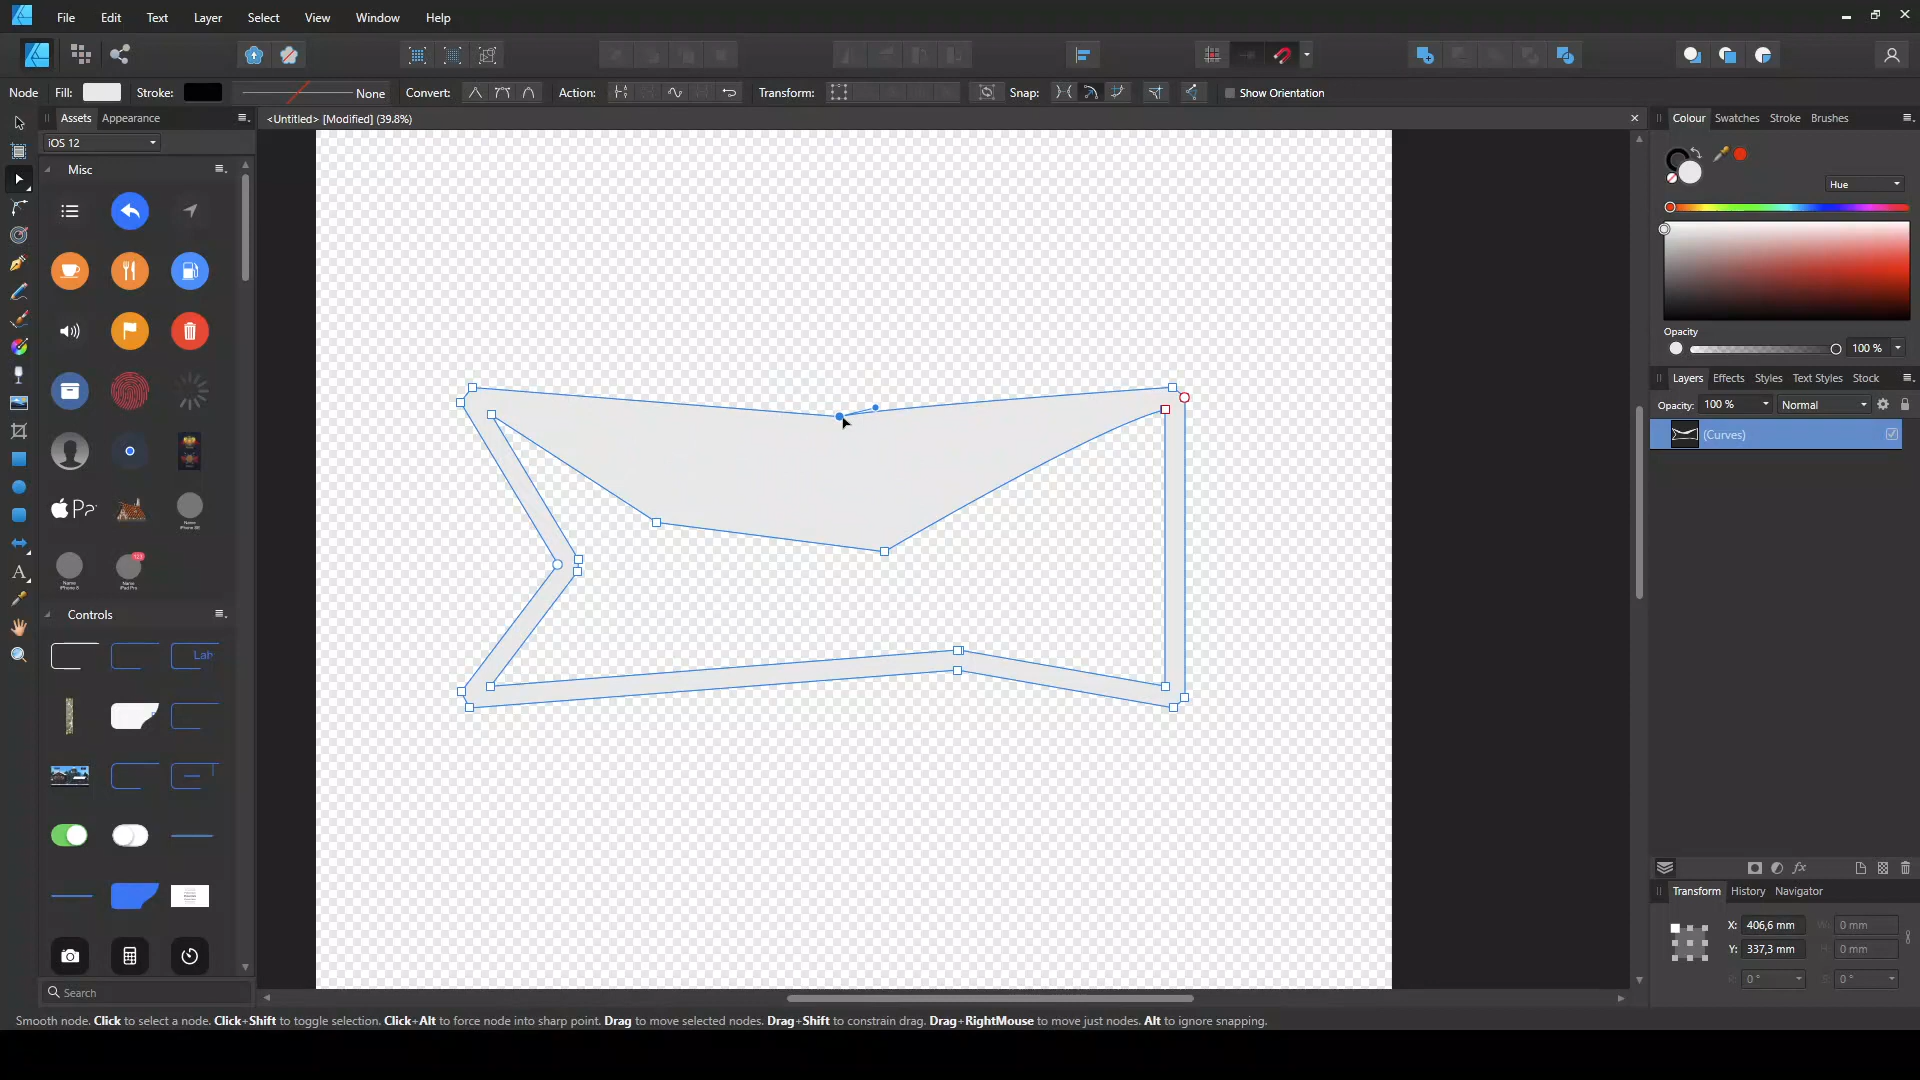 File Edit Text Layer Select View Window Help
Node Fill: Stroke: None Convert: Action: Transform: Snap: Show Orientation
Assets Appearance
<Untitled> [Modified] (39.8%)
Colour Swatches Stroke Brushes
iOS 12
Misc
Hue
Opacity
100 %
Layers Effects Styles Text Styles Stock
Opacity: 100 % Normal
(Curves)
Controls
Lab
Transform History Navigator
X: 406,6 mm W: 0 mm
Y: 337,3 mm H: 0 mm
R: 0 ° S: 0 °
Search
Smooth node. Click to select a node. Click+Shift to toggle selection. Click+Alt to force node into sharp point. Drag to move selected nodes. Drag+Shift to constrain drag. Drag+RightMouse to move just nodes. Alt to ignore snapping.